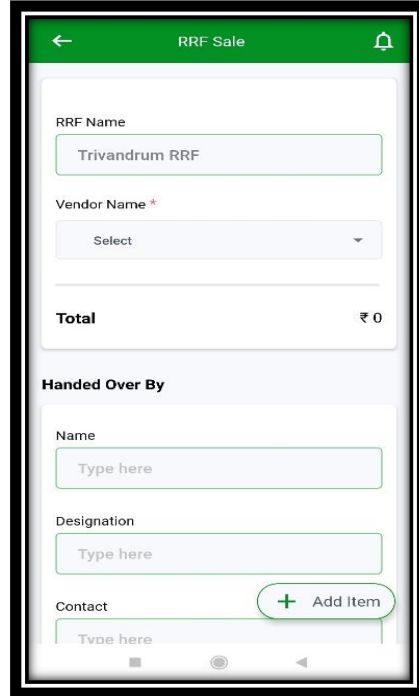 RRF Sale
RRF Name
Trivandrum RRF
Vendor Name *
Select
Total ₹ 0
Handed Over By
Name
Type here
Designation
Type here
Contact
+ Add Item
Type here